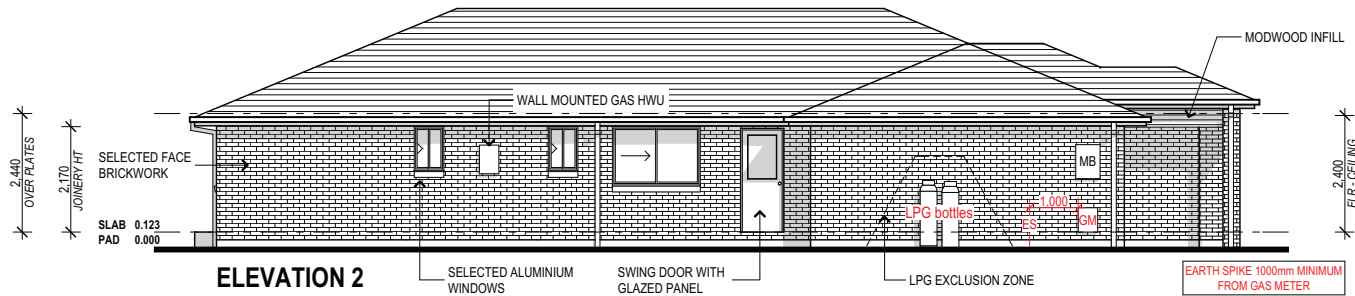 MODWOOD INFILL
WALL MOUNTED GAS HWU
2,440
OVER PLATES
2,170
JOINERY HT
SELECTED FACE
BRICKWORK
MB
2,400
FLR - CEILING
LPG bottles
1,000
ES
GM
SLAB 0.123
PAD 0.000
ELEVATION 2
SELECTED ALUMINIUM
WINDOWS
SWING DOOR WITH
GLAZED PANEL
LPG EXCLUSION ZONE
EARTH SPIKE 1000mm MINIMUM
FROM GAS METER